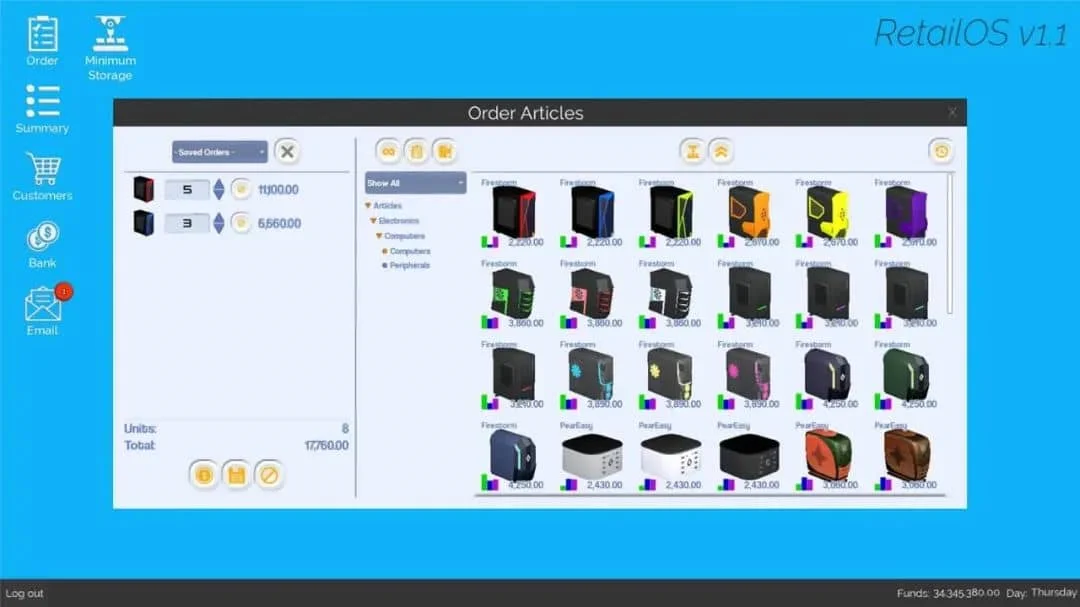 RetailOS v1.1
Order
Minimum
Storage
Summary
Customers
Bank
1
Email
Order Articles
X
- Saved Orders -
5
11,100.00
3
6,660.00
Units:
8
Total:
17,760.00
Show All
Articles
Electronics
Computers
Computers
Peripherals
Firestorm Firestorm Firestorm Firestorm Firestorm Firestorm
2,220.00 2,220.00 2,220.00 2,670.00 2,670.00 2,670.00
Firestorm Firestorm Firestorm Firestorm Firestorm Firestorm
3,860.00 3,860.00 3,860.00 3,210.00 3,210.00 3,210.00
Firestorm Firestorm Firestorm Firestorm Firestorm Firestorm
3,210.00 3,890.00 3,890.00 3,890.00 4,250.00 4,250.00
Firestorm PearEasy PearEasy PearEasy PearEasy PearEasy
4,250.00 2,430.00 2,430.00 2,430.00 3,060.00 3,060.00
Log out
Funds: 34,345,380.00 Day: Thursday